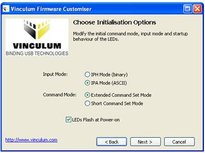 Vinculum Firmware Customiser
VINCULUM
BINDING USB TECHNOLOGIES
Choose Initialisation Options
Modify the initial command mode, input mode and startup
behaviour of the LEDs.
Input Mode:
IPH Mode (binary)
IPA Mode (ASCII)
Command Mode:
Extended Command Set Mode
Short Command Set Mode
LEDs Flash at Power-on
http://www.vinculum.com
< Back
Next >
Cancel